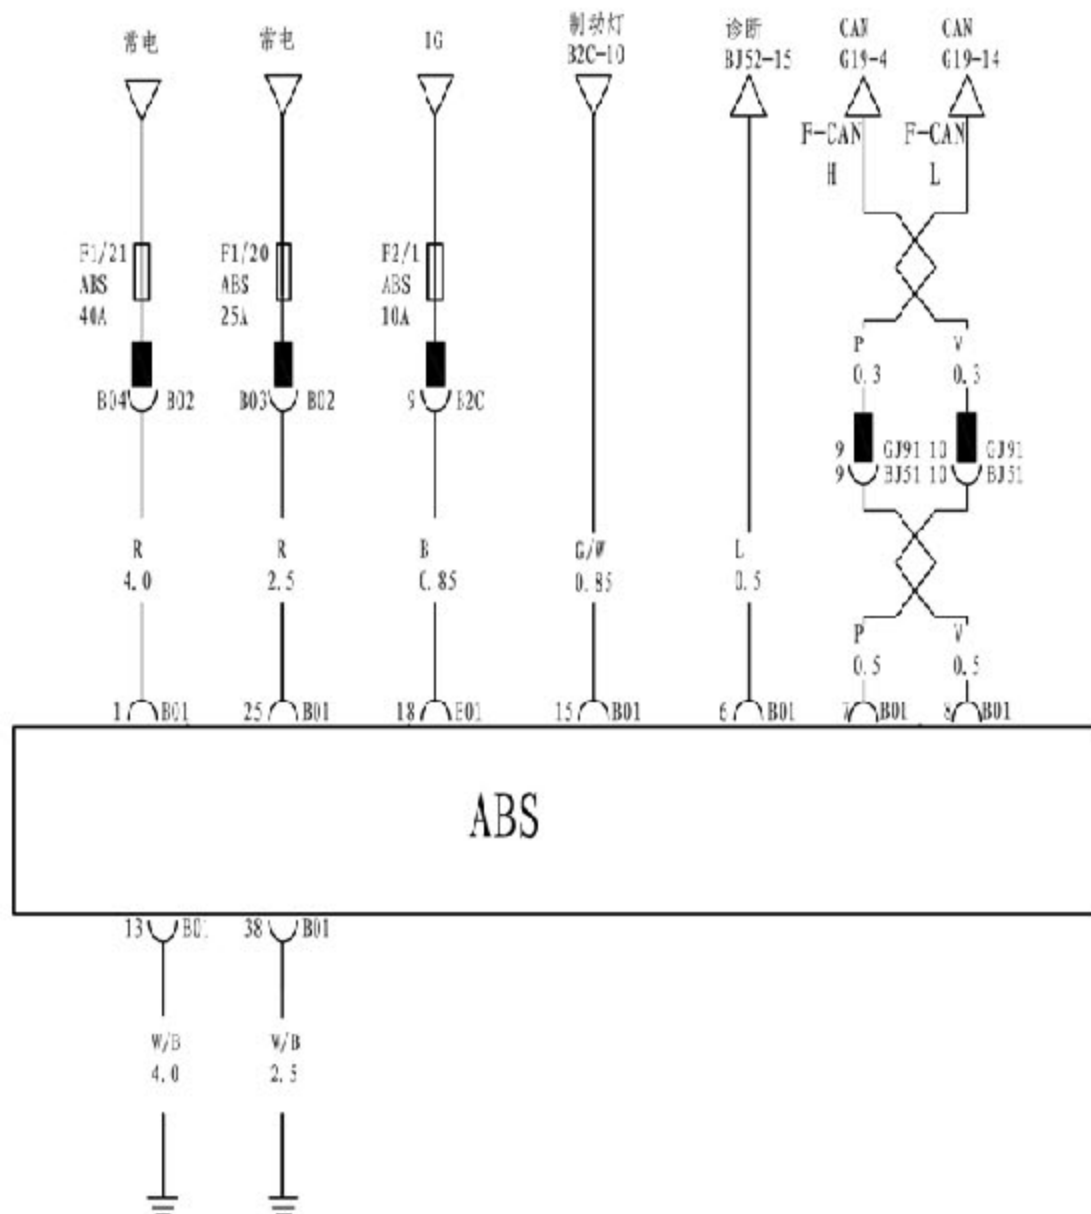 常电
常电
IG
制动灯
B2C-10
诊断
BJ52-15
CAN
G19-4
CAN
G19-14
F-CAN
H
F-CAN
L
F1/21
ABS
40A
F1/20
ABS
25A
F2/1
ABS
10A
P
0.3
V
0.3
B04 B02
B03 B02
9 B2C
9 GJ91
9 BJ51
10 GJ91
10 BJ51
R
4.0
R
2.5
B
0.85
G/W
0.85
L
0.5
P
0.5
V
0.5
1 B01
25 B01
18 B01
15 B01
6 B01
7 B01
8 B01
ABS
13 B01
38 B01
W/B
4.0
W/B
2.5